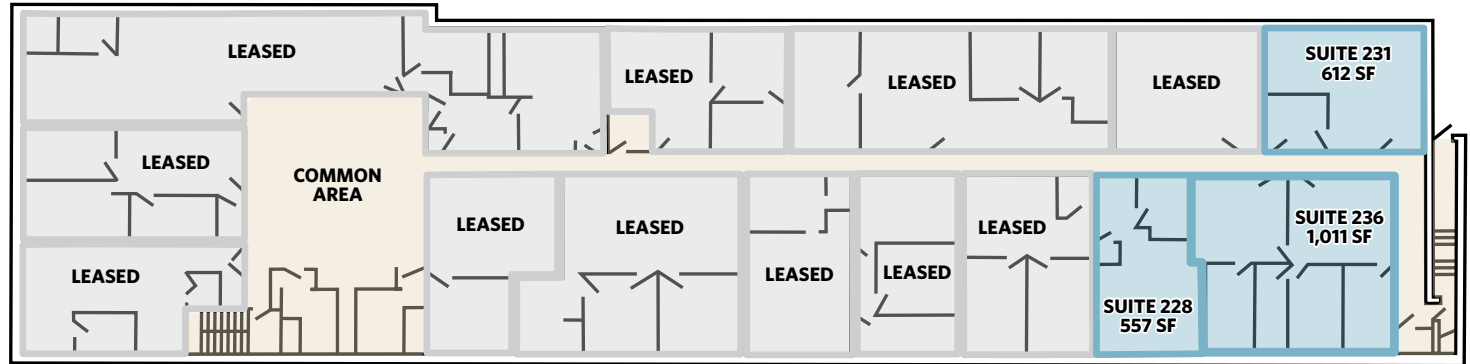 LEASED
LEASED
LEASED
LEASED
SUITE 231
612 SF
LEASED
COMMON
AREA
LEASED
LEASED
LEASED
LEASED
LEASED
LEASED
LEASED
SUITE 228
557 SF
SUITE 236
1,011 SF